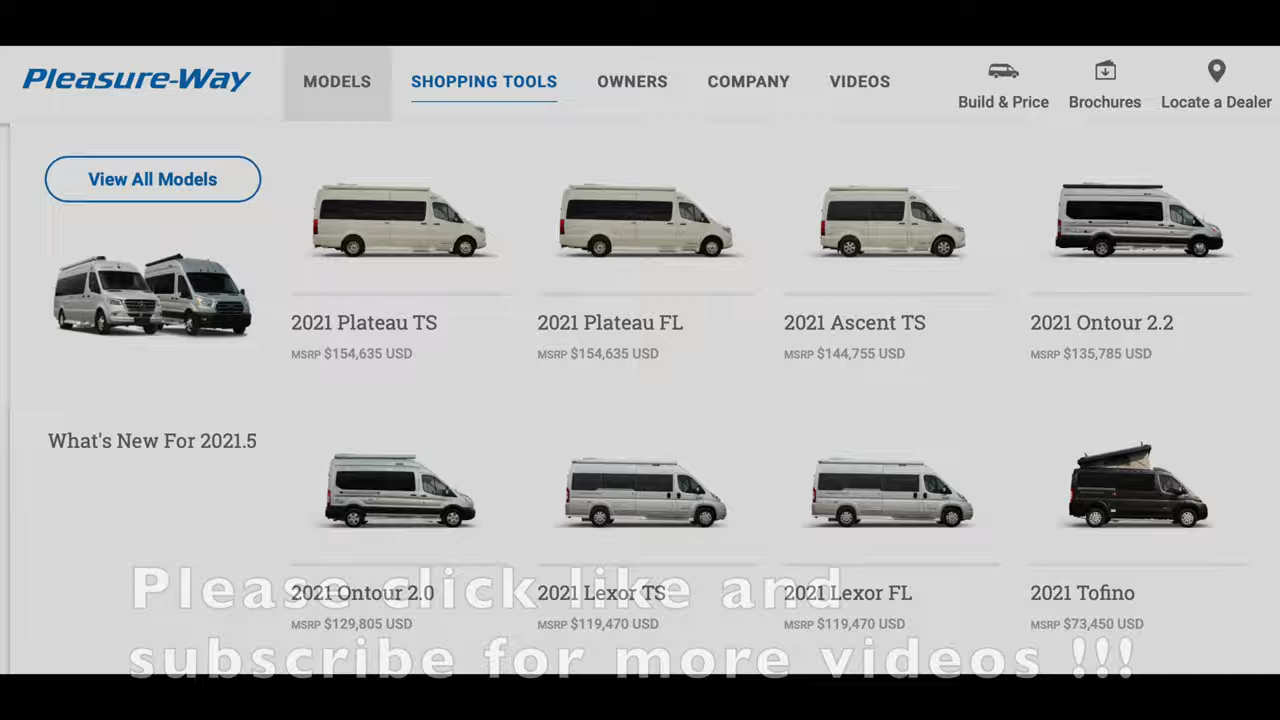 Pleasure-Way
MODELS
SHOPPING TOOLS
OWNERS
COMPANY
VIDEOS
Build & Price
Brochures
Locate a Dealer
View All Models
2021 Plateau TS
MSRP $154,635 USD
2021 Plateau FL
MSRP $154,635 USD
2021 Ascent TS
MSRP $144,755 USD
2021 Ontour 2.2
MSRP $135,785 USD
What's New For 2021.5
2021 Ontour 2.0
MSRP $129,805 USD
2021 Lexor TS
MSRP $119,470 USD
2021 Lexor FL
MSRP $119,470 USD
2021 Tofino
MSRP $73,450 USD
Please click like and
subscribe for more videos !!!